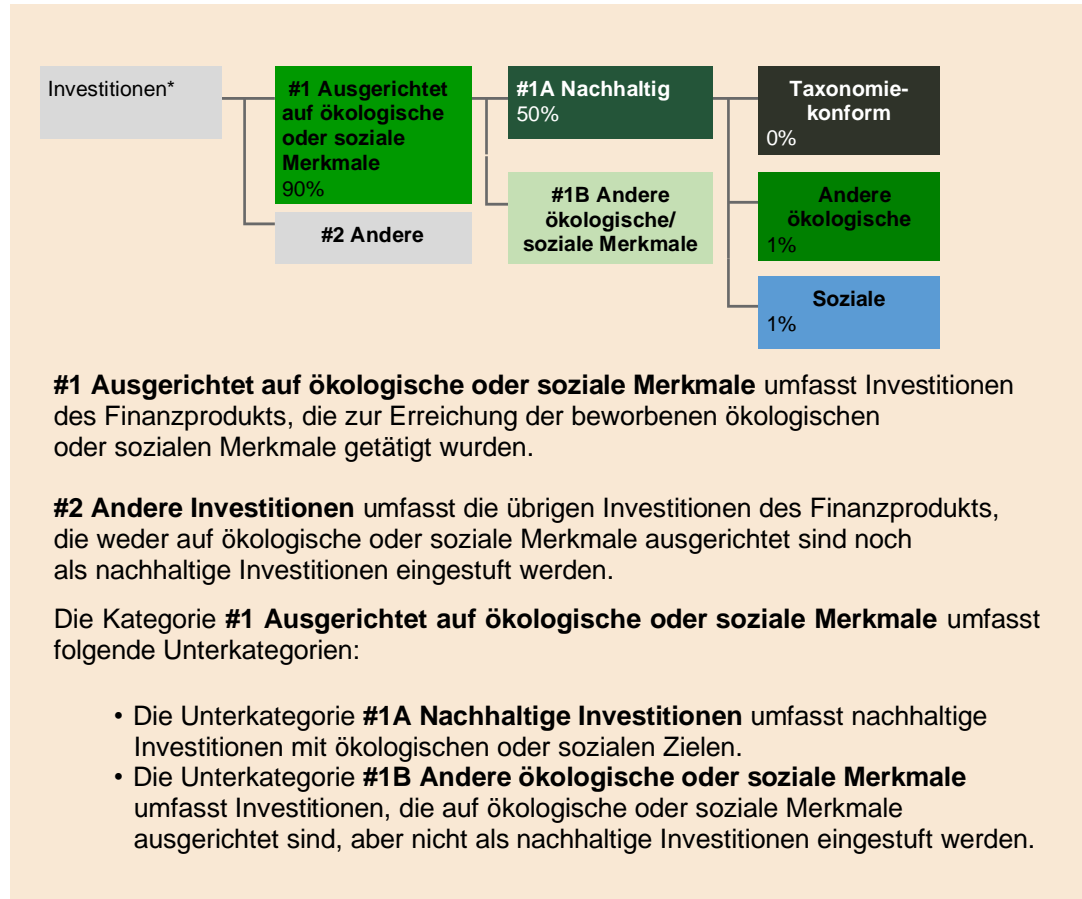 Investitionen*
#1 Ausgerichtet
auf ökologische
oder soziale
Merkmale
90%
#2 Andere
#1A Nachhaltig
50%
#1B Andere
ökologische/
soziale Merkmale
Taxonomie-
konform
0%
Andere
ökologische
1%
Soziale
1%
#1 Ausgerichtet auf ökologische oder soziale Merkmale umfasst Investitionen
des Finanzprodukts, die zur Erreichung der beworbenen ökologischen
oder sozialen Merkmale getätigt wurden.
#2 Andere Investitionen umfasst die übrigen Investitionen des Finanzprodukts,
die weder auf ökologische oder soziale Merkmale ausgerichtet sind noch
als nachhaltige Investitionen eingestuft werden.
Die Kategorie #1 Ausgerichtet auf ökologische oder soziale Merkmale umfasst
folgende Unterkategorien:
• Die Unterkategorie #1A Nachhaltige Investitionen umfasst nachhaltige
Investitionen mit ökologischen oder sozialen Zielen.
• Die Unterkategorie #1B Andere ökologische oder soziale Merkmale
umfasst Investitionen, die auf ökologische oder soziale Merkmale
ausgerichtet sind, aber nicht als nachhaltige Investitionen eingestuft werden.